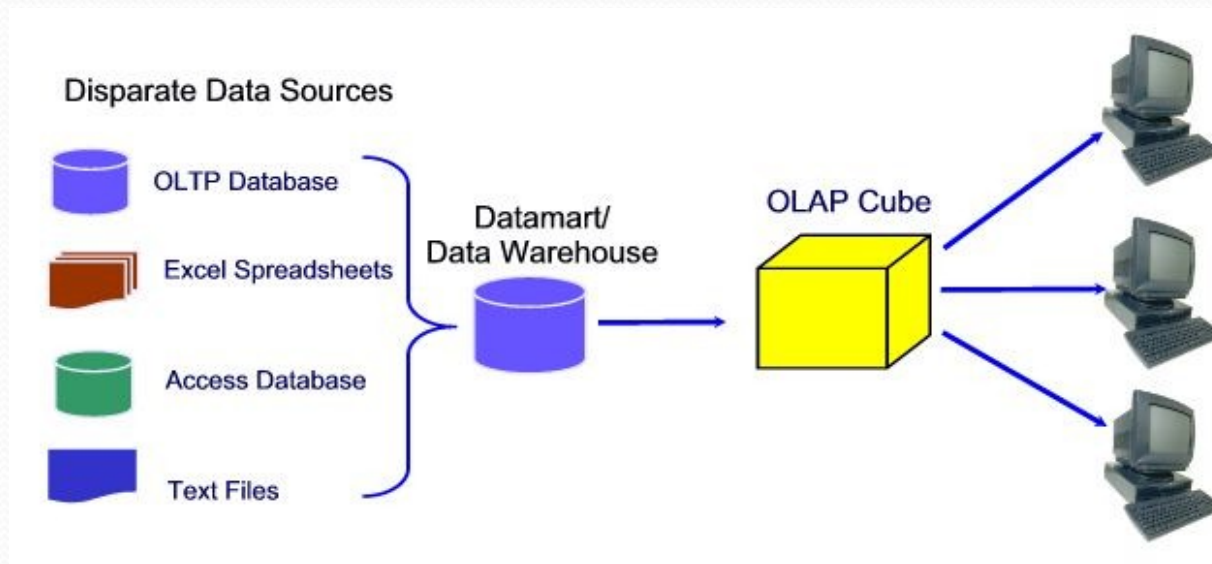 Disparate Data Sources
OLTP Database
Excel Spreadsheets
Access Database
Text Files
Datamart/
Data Warehouse
OLAP Cube